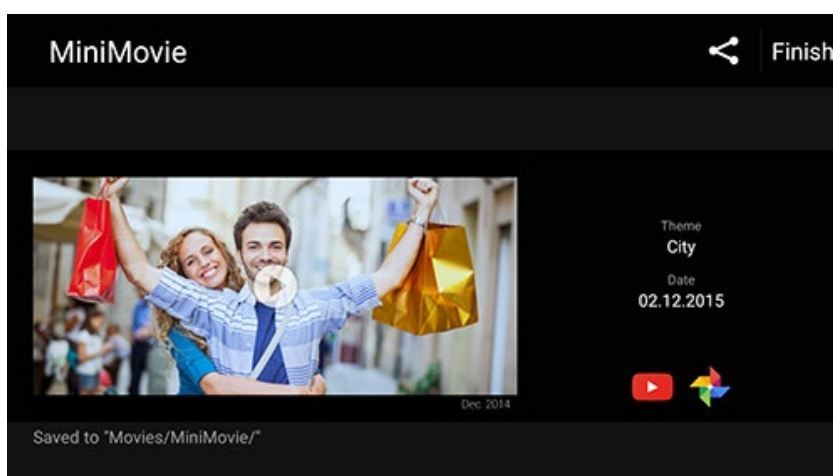 MiniMovie
Finish
Theme
City
Date
02.12.2015
Dec. 2014
Saved to "Movies/MiniMovie/"